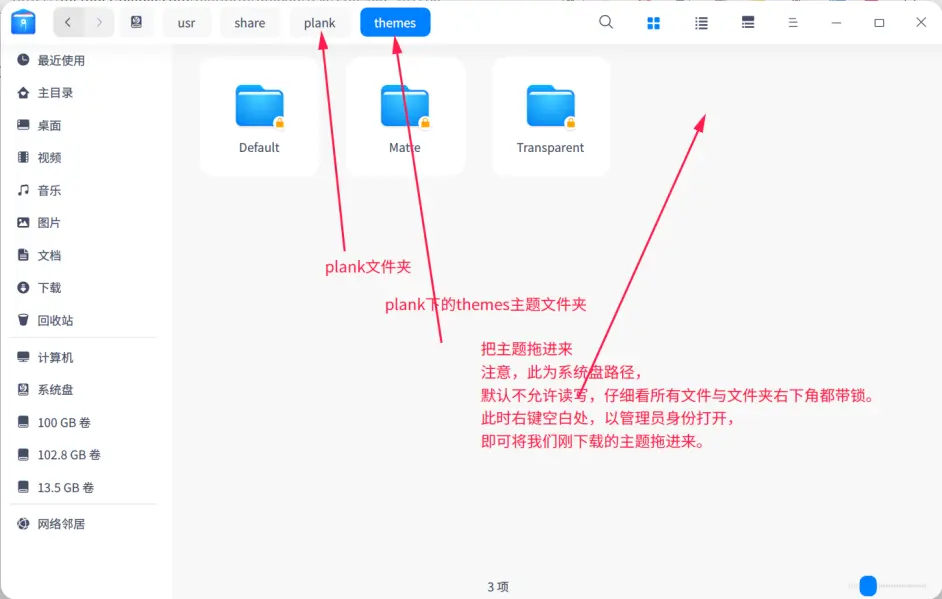 usr
share
plank
themes
最近使用
主目录
桌面
视频
音乐
图片
文档
下载
回收站
计算机
系统盘
100 GB 卷
102.8 GB 卷
13.5 GB 卷
网络邻居
Default
Matte
Transparent
plank文件夹
plank下的themes主题文件夹
把主题拖进来
注意，此为系统盘路径，
默认不允许读写，仔细看所有文件与文件夹右下角都带锁。
此时右键空白处，以管理员身份打开，
即可将我们刚下载的主题拖进来。
3 项